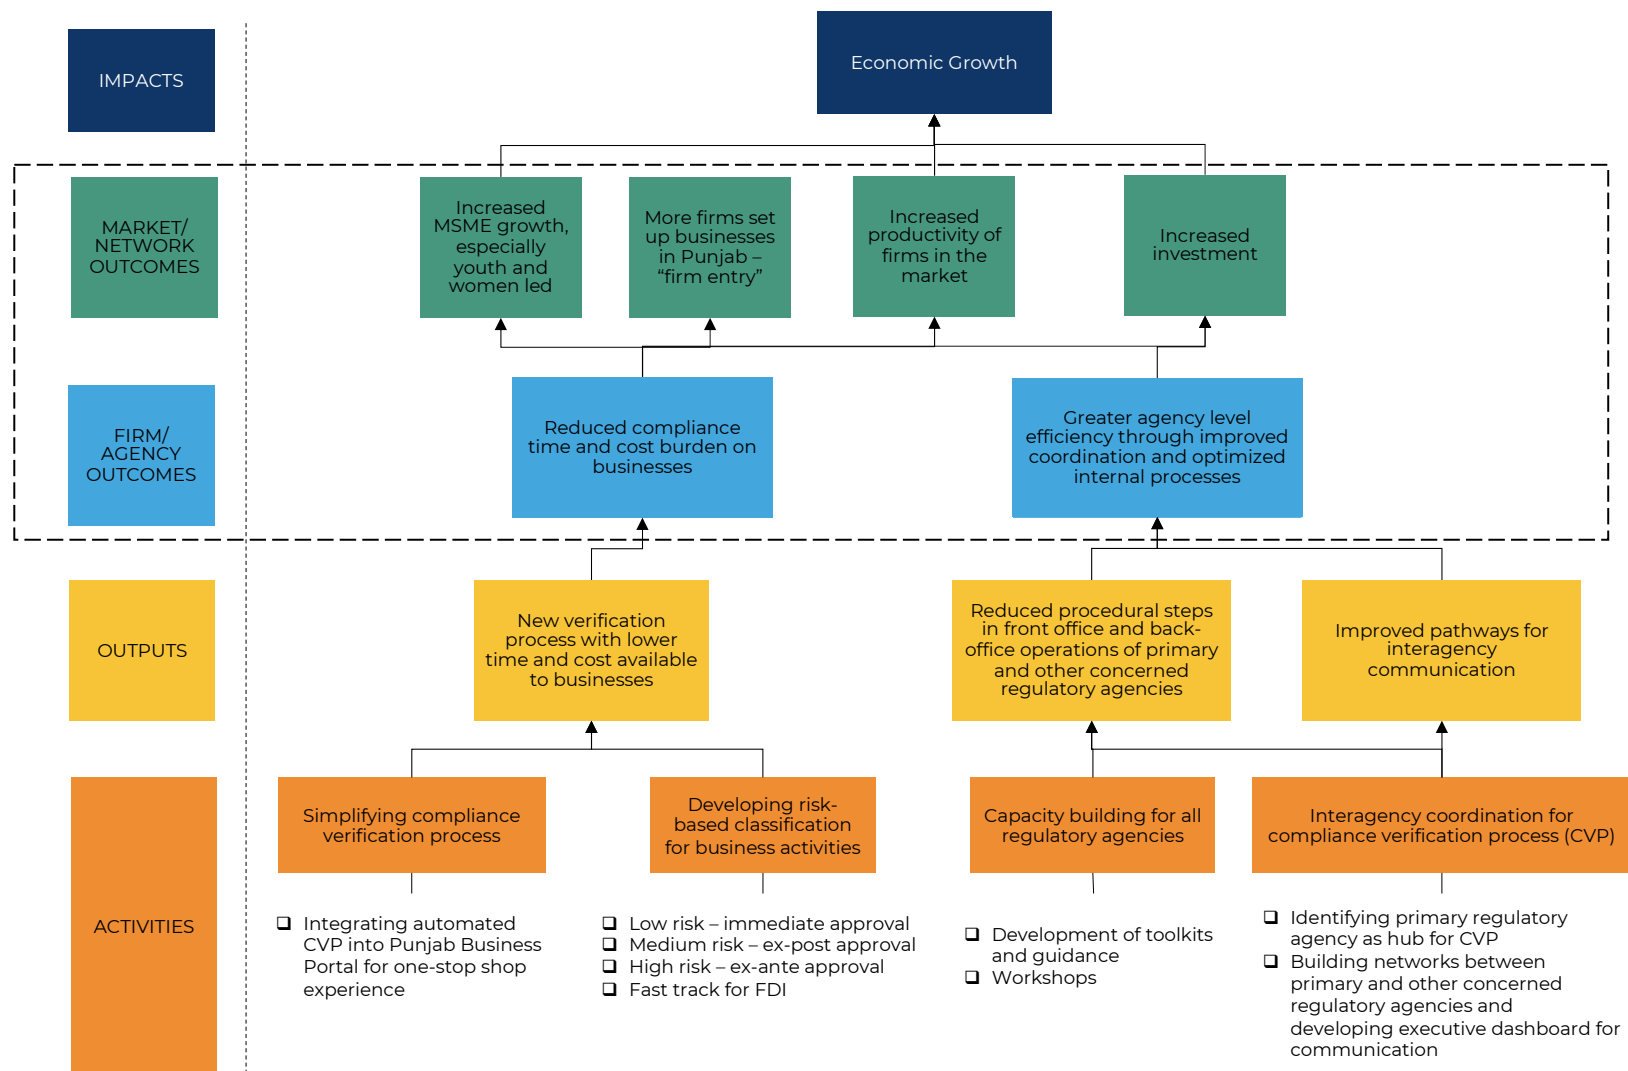 IMPACTS
Economic Growth
MARKET/
NETWORK
OUTCOMES
Increased
MSME growth,
especially
youth and
women led
More firms set
up businesses
in Punjab –
“firm entry”
Increased
productivity of
firms in the
market
Increased
investment
FIRM/
AGENCY
OUTCOMES
Reduced compliance
time and cost burden on
businesses
Greater agency level
efficiency through improved
coordination and optimized
internal processes
OUTPUTS
New verification
process with lower
time and cost available
to businesses
Reduced procedural steps
in front office and back-
office operations of primary
and other concerned
regulatory agencies
Improved pathways for
interagency
communication
ACTIVITIES
Simplifying compliance
verification process
Developing risk-
based classification
for business activities
Capacity building for all
regulatory agencies
Interagency coordination for
compliance verification process (CVP)
Integrating automated
CVP into Punjab Business
Portal for one-stop shop
experience
Low risk – immediate approval
Medium risk – ex-post approval
High risk – ex-ante approval
Fast track for FDI
Development of toolkits
and guidance
Workshops
Identifying primary regulatory
agency as hub for CVP
Building networks between
primary and other concerned
regulatory agencies and
developing executive dashboard for
communication